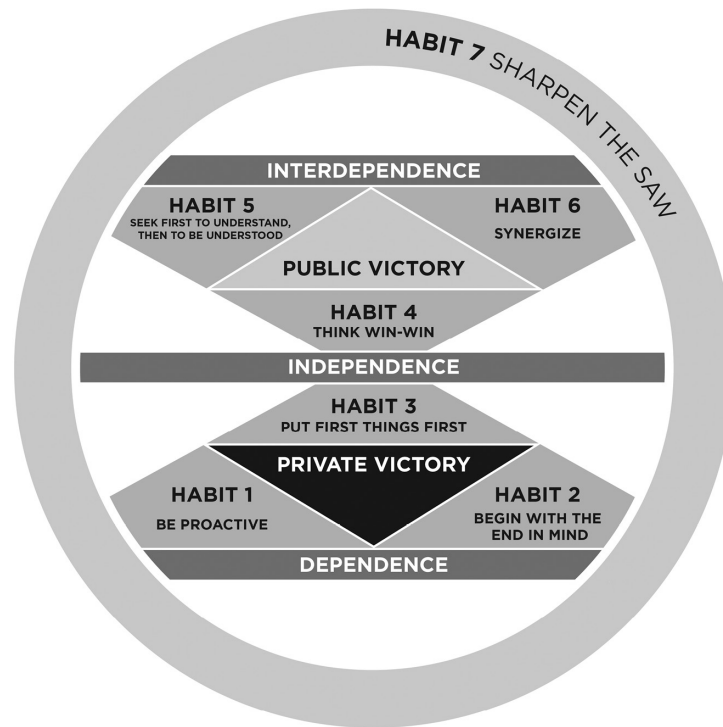 HABIT 7 SHARPEN THE SAW
INTERDEPENDENCE
HABIT 5
SEEK FIRST TO UNDERSTAND,
THEN TO BE UNDERSTOOD
HABIT 6
SYNERGIZE
PUBLIC VICTORY
HABIT 4
THINK WIN-WIN
INDEPENDENCE
HABIT 3
PUT FIRST THINGS FIRST
PRIVATE VICTORY
HABIT 1
BE PROACTIVE
HABIT 2
BEGIN WITH THE
END IN MIND
DEPENDENCE